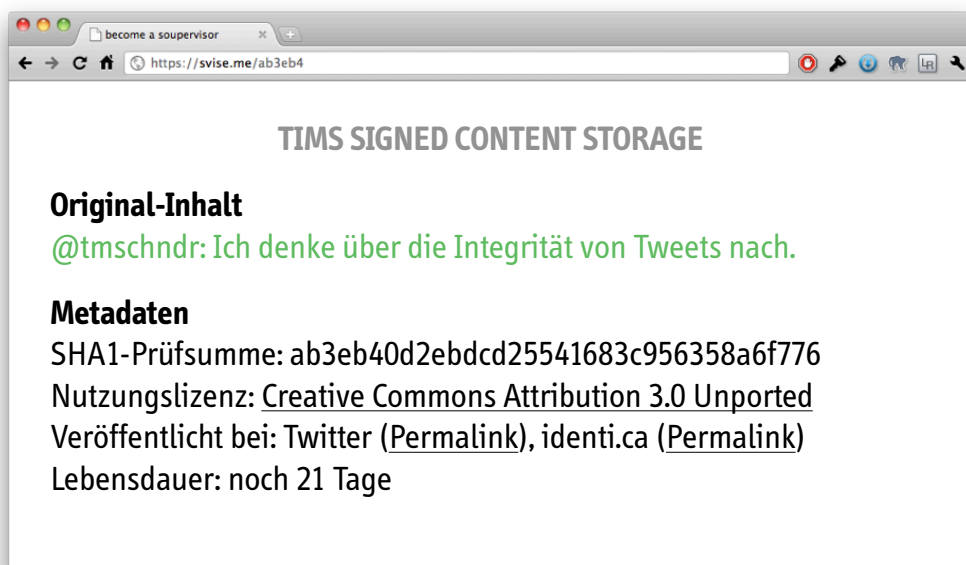 become a soupervisor
https://svise.me/ab3eb4
LR
TIMS SIGNED CONTENT STORAGE
Original-Inhalt
@tmschndr: Ich denke über die Integrität von Tweets nach.
Metadaten
SHA1-Prüfsumme: ab3eb40d2ebdcd25541683c956358a6f776
Nutzungslizenz: Creative Commons Attribution 3.0 Unported
Veröffentlicht bei: Twitter (Permalink), identi.ca (Permalink)
Lebensdauer: noch 21 Tage